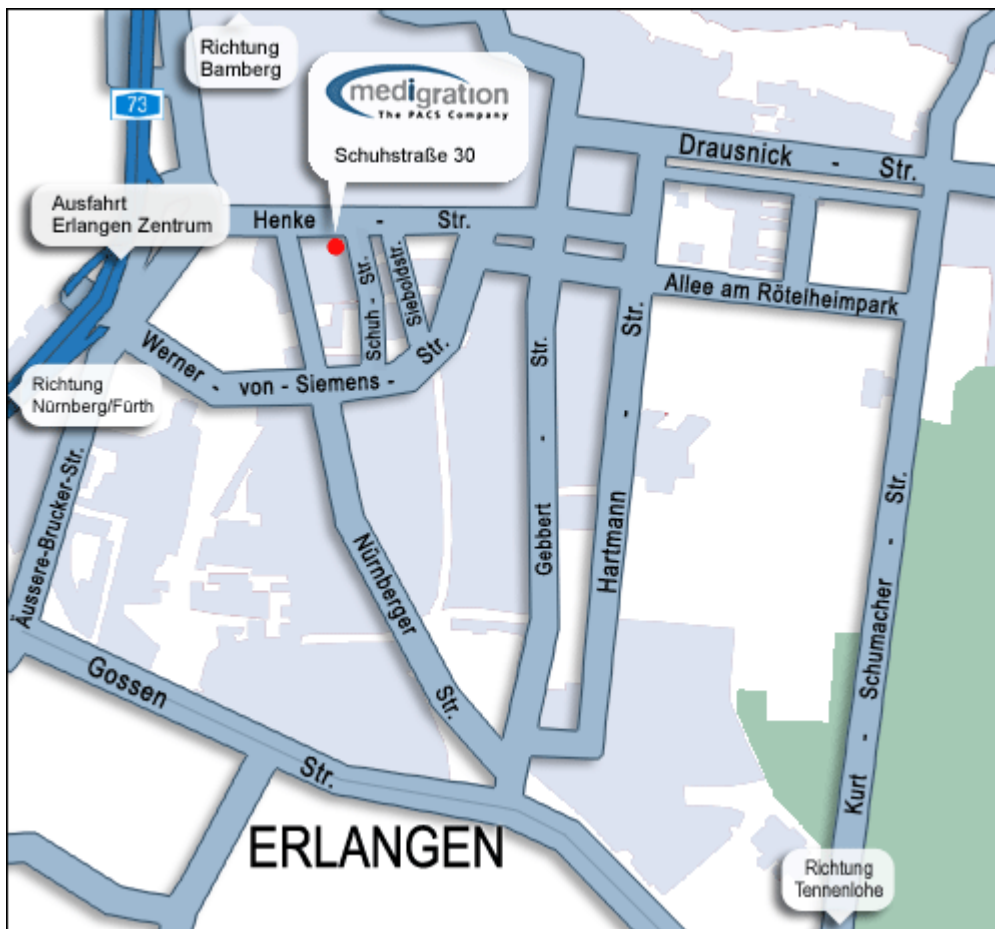 Richtung
Bamberg
73
medigration
The PACS Company
Schuhstraße 30
Drausnick - Str.
Ausfahrt
Erlangen Zentrum
Henke - Str.
Schuh - Str.
Sieboldstr.
Allee am Rötelheimpark
Werner - von - Siemens - Str.
Richtung
Nürnberg/Fürth
Äussere-Brucker-Str.
Nürnberger Str.
Gebbert - Str.
Hartmann - Str.
Kurt - Schumacher - Str.
Gossen Str.
ERLANGEN
Richtung
Tennenlohe